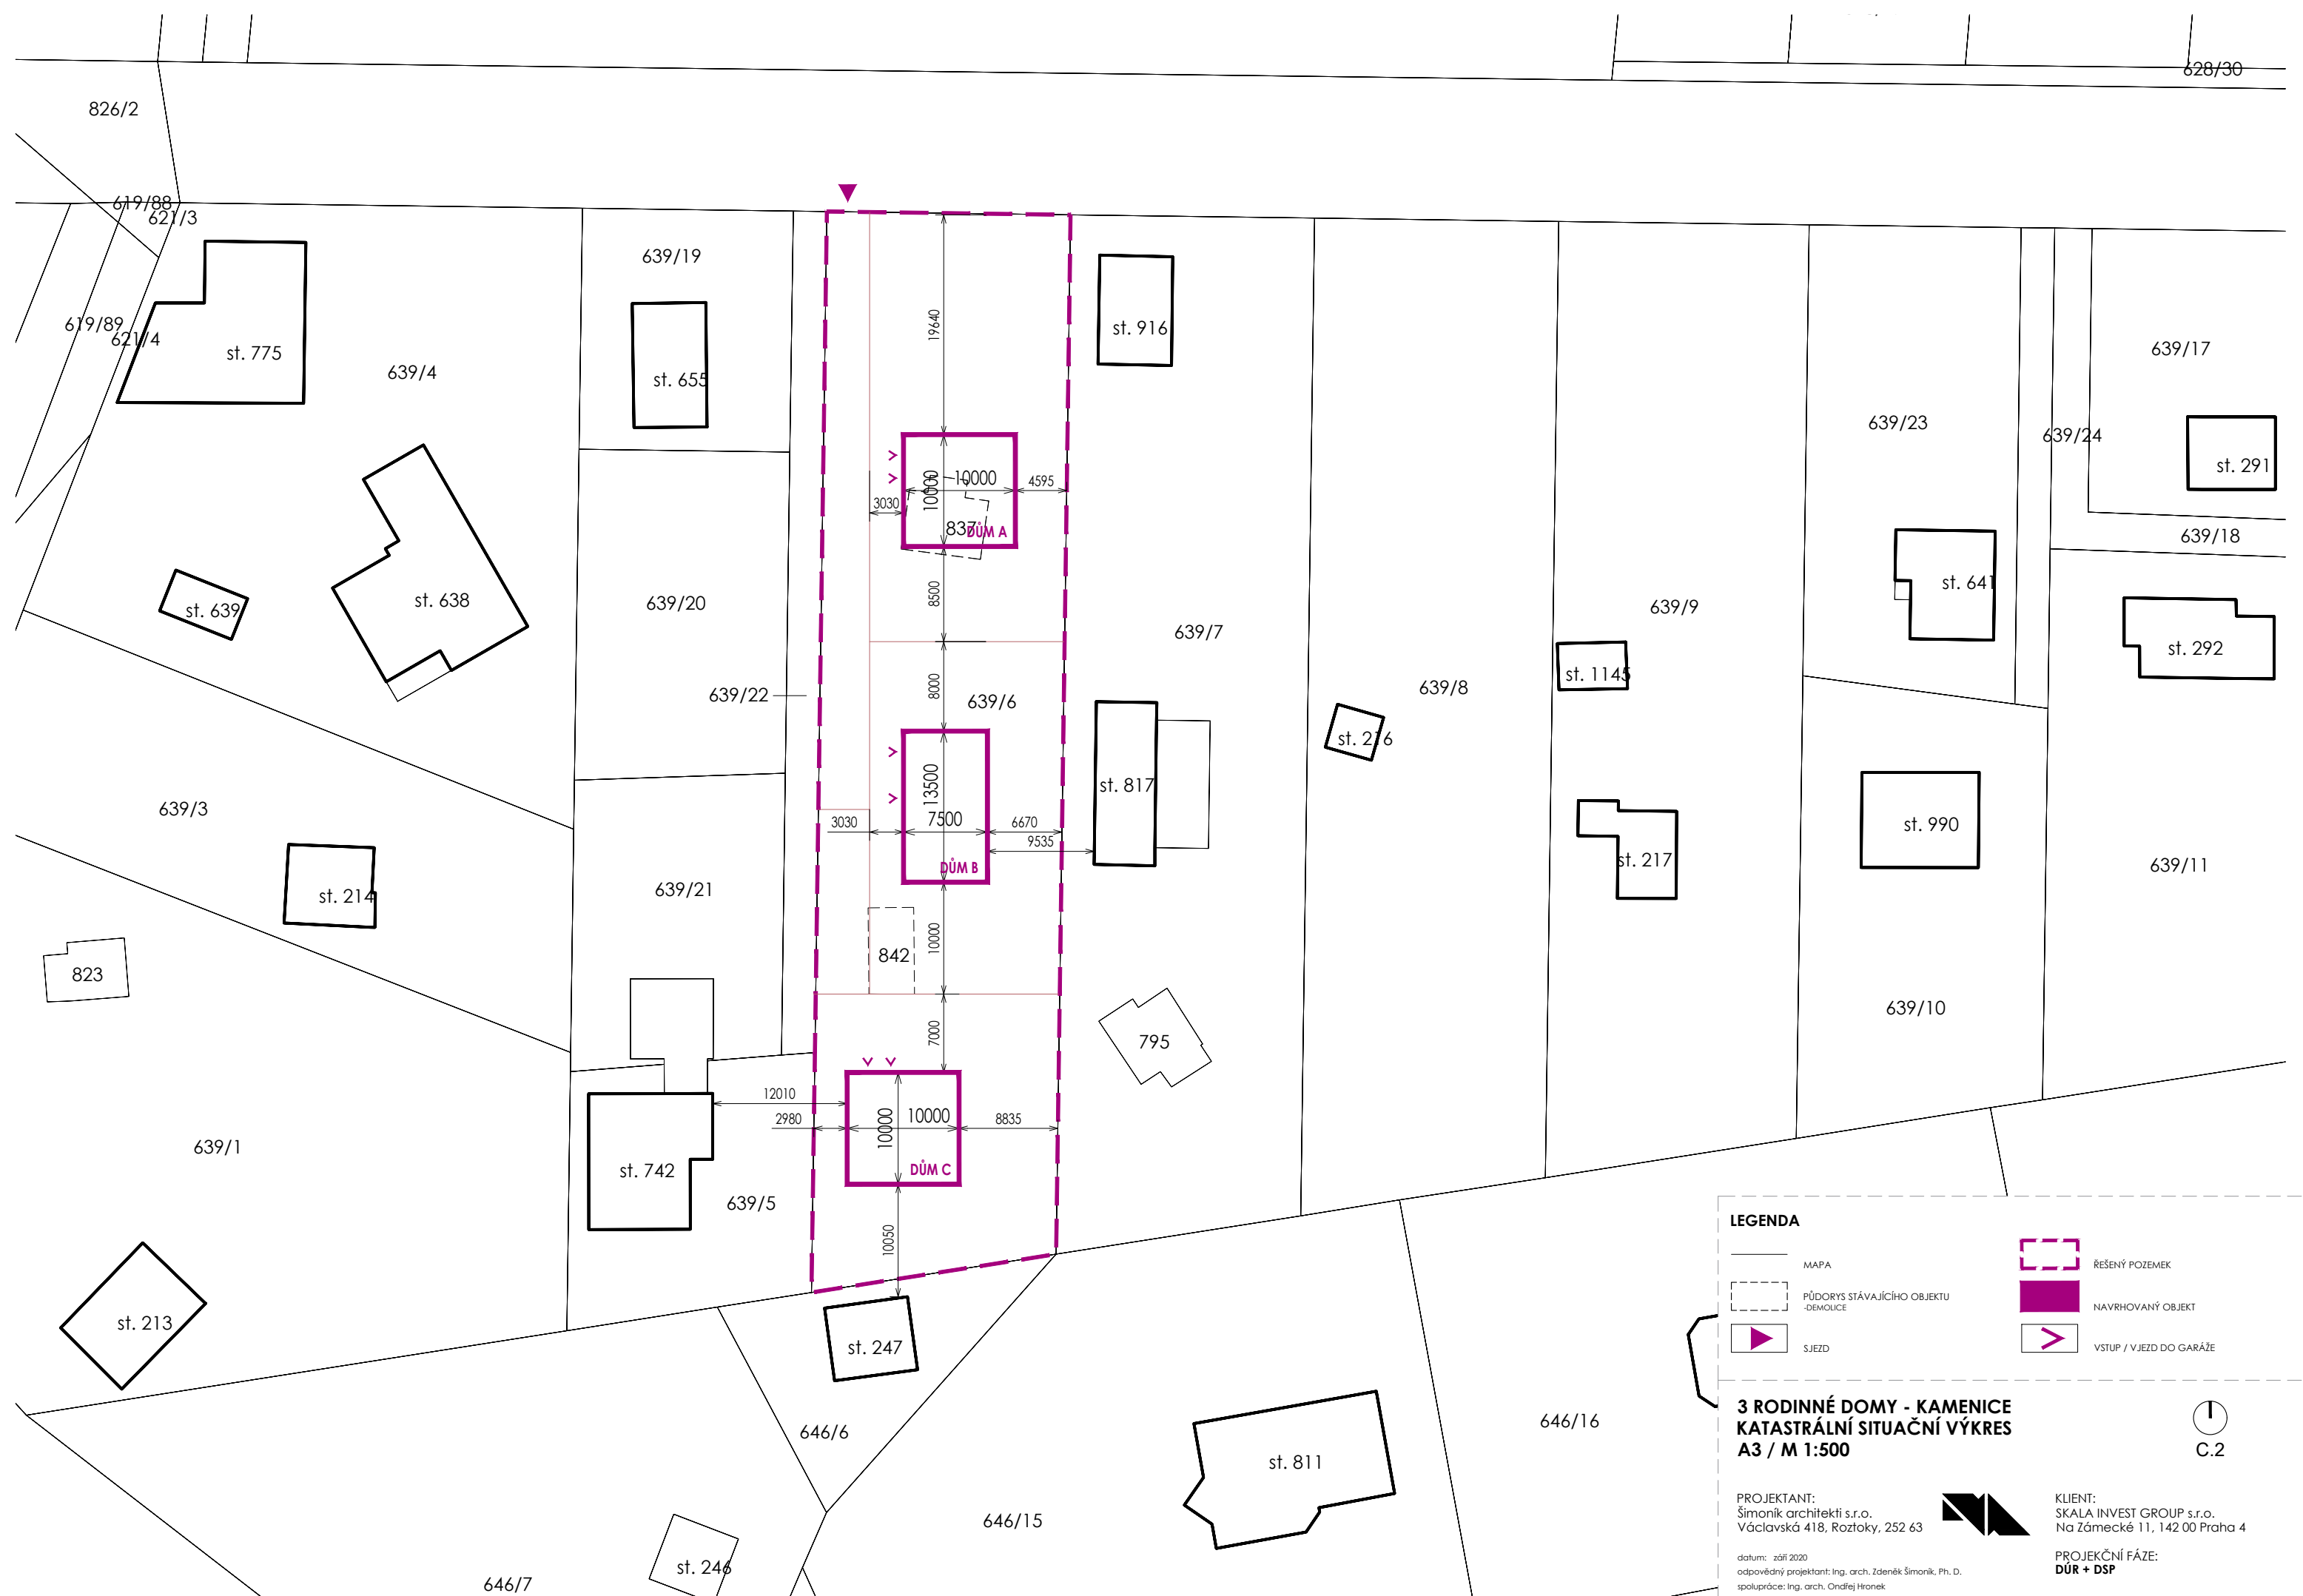 628/30
826/2
619/88
621/3
639/19
st. 916
19640
619/89
621/4
st. 775
639/4
st. 655
639/17
639/23
639/24
st. 291
10000
10000
4595
3030
837
DŮM A
639/18
st. 639
st. 638
639/20
8500
639/7
639/9
st. 641
st. 292
639/22
8000
639/6
639/8
st. 1145
st. 216
639/3
13500
st. 817
3030
7500
6670
9535
st. 990
st. 217
DŮM B
639/11
st. 214
639/21
823
842
10000
639/10
7000
795
12010
2980
10000
10000
8835
639/1
st. 742
DŮM C
639/5
10050
st. 213
st. 247
646/6
646/16
st. 811
646/15
st. 246
646/7
LEGENDA
MAPA
ŘEŠENÝ POZEMEK
PŮDORYS STÁVAJÍCÍHO OBJEKTU
-DEMOLICE
NAVRHOVANÝ OBJEKT
SJEZD
VSTUP / VJEZD DO GARÁŽE
3 RODINNÉ DOMY - KAMENICE
KATASTRÁLNÍ SITUAČNÍ VÝKRES
A3 / M 1:500
C.2
PROJEKTANT:
Šimoník architekti s.r.o.
Václavská 418, Roztoky, 252 63
KLIENT:
SKALA INVEST GROUP s.r.o.
Na Zámecké 11, 142 00 Praha 4
datum: září 2020
odpovědný projektant: Ing. arch. Zdeněk Šimoník, Ph. D.
spolupráce: Ing. arch. Ondřej Hronek
PROJEKČNÍ FÁZE:
DÚR + DSP